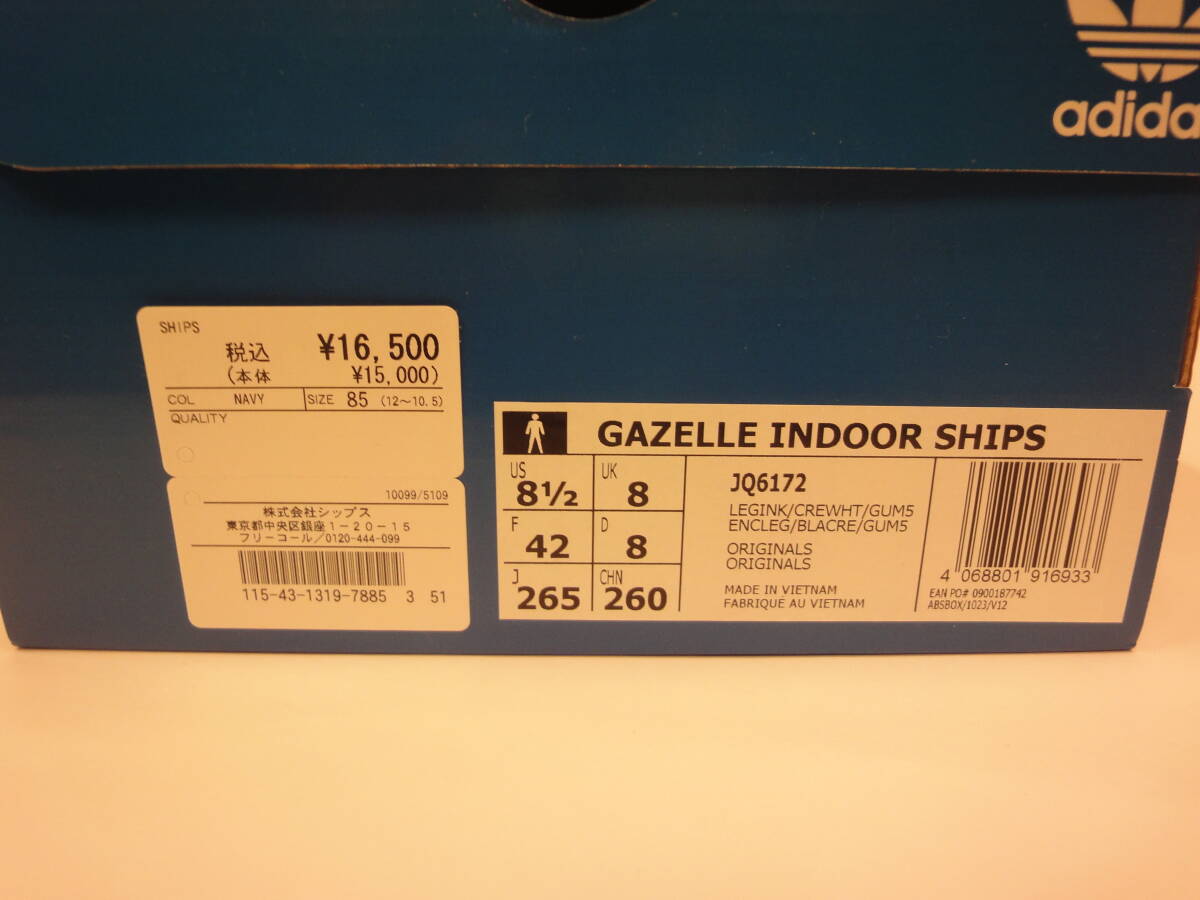 adida
SHIPS
税込 ¥16,500
(本体 ¥15,000)
COL NAVY SIZE 85 (12~10.5)
QUALITY
10099/5109
株式会社シップス
東京都中央区銀座1-20-15
フリーコール/0120-444-099
115-43-1319-7885 3 51
GAZELLE INDOOR SHIPS
US 8½ UK 8
F 42 D 8
J 265 CHN 260
JQ6172
LEGINK/CREWHT/GUM5
ENCLEG/BLACRE/GUM5
ORIGINALS
ORIGINALS
MADE IN VIETNAM
FABRIQUÉ AU VIETNAM
4 068801 916933
EAN PO# 0900187742
ABSBOX/1023/V12